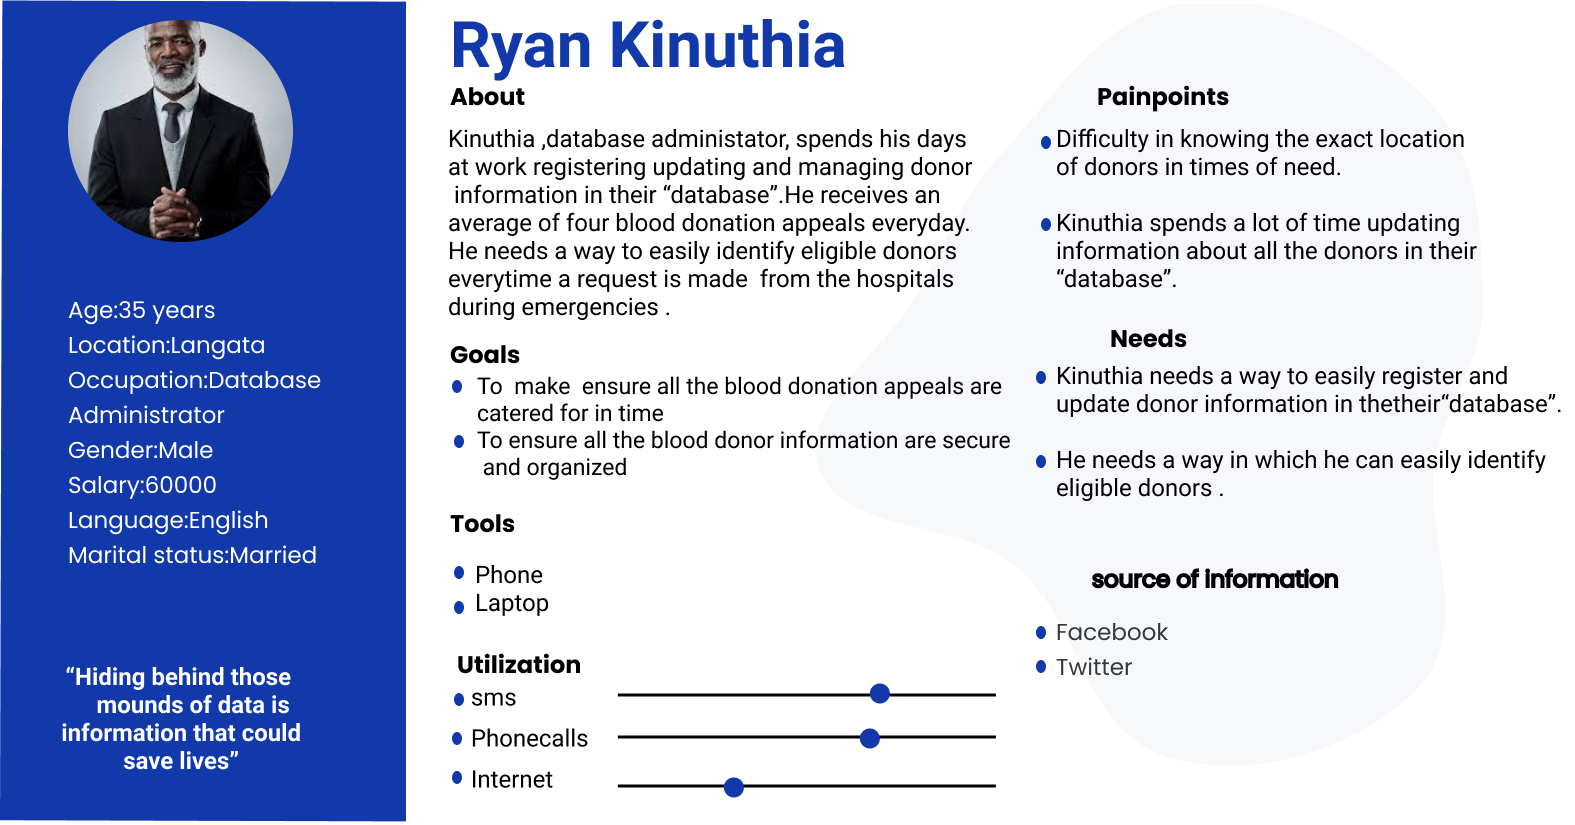 Ryan Kinuthia
Age:35 years
Location:Langata
Occupation:Database
Administrator
Gender:Male
Salary:60000
Language:English
Marital status:Married
“Hiding behind those
mounds of data is
information that could
save lives”
About
Kinuthia ,database administator, spends his days
at work registering updating and managing donor
information in their “database”.He receives an
average of four blood donation appeals everyday.
He needs a way to easily identify eligible donors
everytime a request is made from the hospitals
during emergencies .
Goals
To make ensure all the blood donation appeals are
catered for in time
To ensure all the blood donor information are secure
and organized
Tools
Phone
Laptop
Utilization
sms
Phonecalls
Internet
Painpoints
Difficulty in knowing the exact location
of donors in times of need.
Kinuthia spends a lot of time updating
information about all the donors in their
“database”.
Needs
Kinuthia needs a way to easily register and
update donor information in thetheir“database”.
He needs a way in which he can easily identify
eligible donors .
source of information
Facebook
Twitter